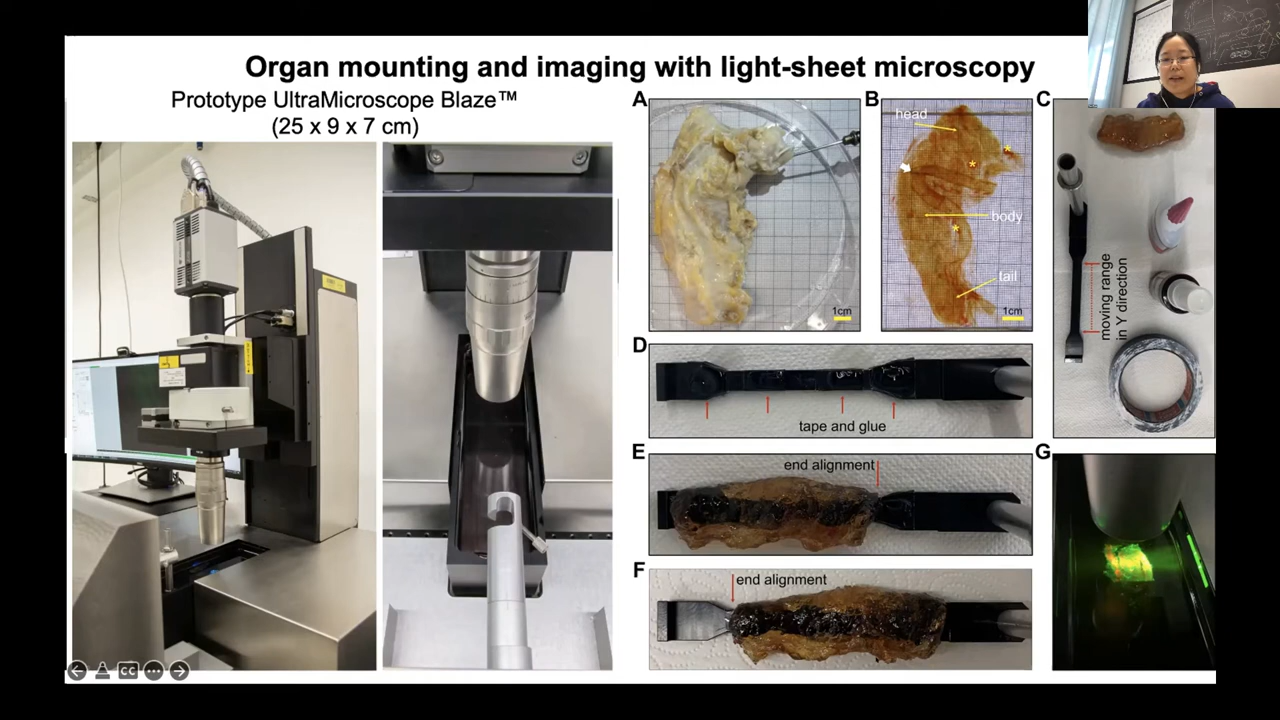 Organ mounting and imaging with light-sheet microscopy
Prototype UltraMicroscope Blaze™
(25 x 9 x 7 cm)
A
1cm
B
head
*
*
body
*
tail
1cm
C
moving range
in Y direction
D
tape and glue
E
end alignment
F
end alignment
G
CC